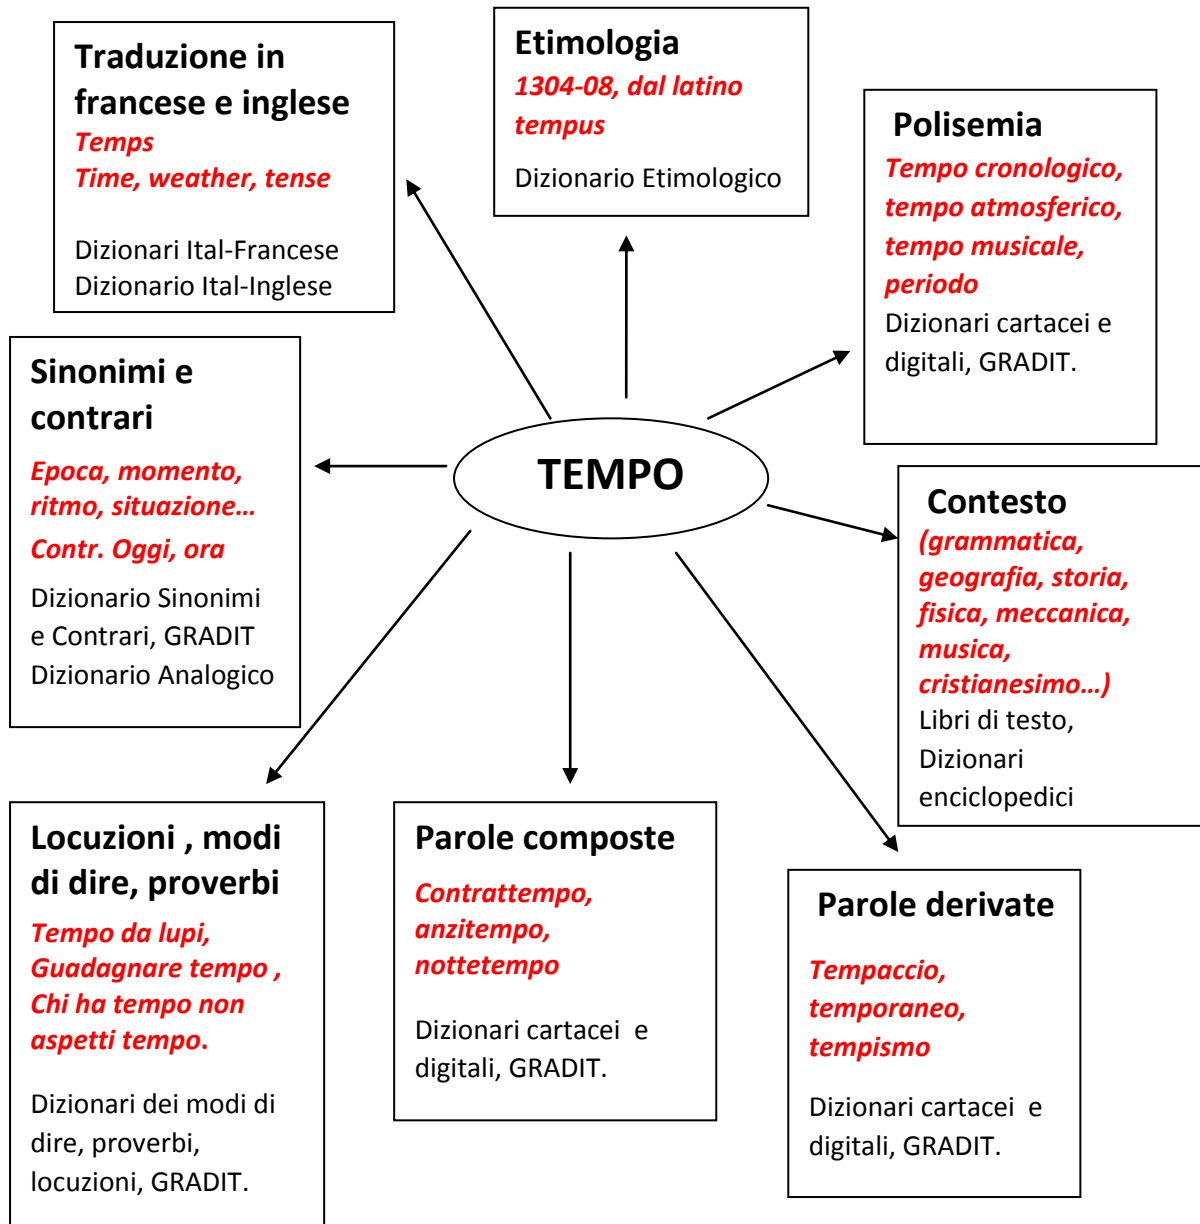 Traduzione in
francese e inglese
Temps
Time, weather, tense
Dizionari Ital-Francese
Dizionario Ital-Inglese
Etimologia
1304-08, dal latino
tempus
Dizionario Etimologico
Polisemia
Tempo cronologico,
tempo atmosferico,
tempo musicale,
periodo
Dizionari cartacei e
digitali, GRADIT.
Sinonimi e
contrari
Epoca, momento,
ritmo, situazione…
Contr. Oggi, ora
Dizionario Sinonimi
e Contrari, GRADIT
Dizionario Analogico
TEMPO
Contesto
(grammatica,
geografia, storia,
fisica, meccanica,
musica,
cristianesimo…)
Libri di testo,
Dizionari
enciclopedici
Locuzioni , modi
di dire, proverbi
Tempo da lupi,
Guadagnare tempo ,
Chi ha tempo non
aspetti tempo.
Dizionari dei modi di
dire, proverbi,
locuzioni, GRADIT.
Parole composte
Contrattempo,
anzitempo,
nottetempo
Dizionari cartacei  e
digitali, GRADIT.
Parole derivate
Tempaccio,
temporaneo,
tempismo
Dizionari cartacei  e
digitali, GRADIT.